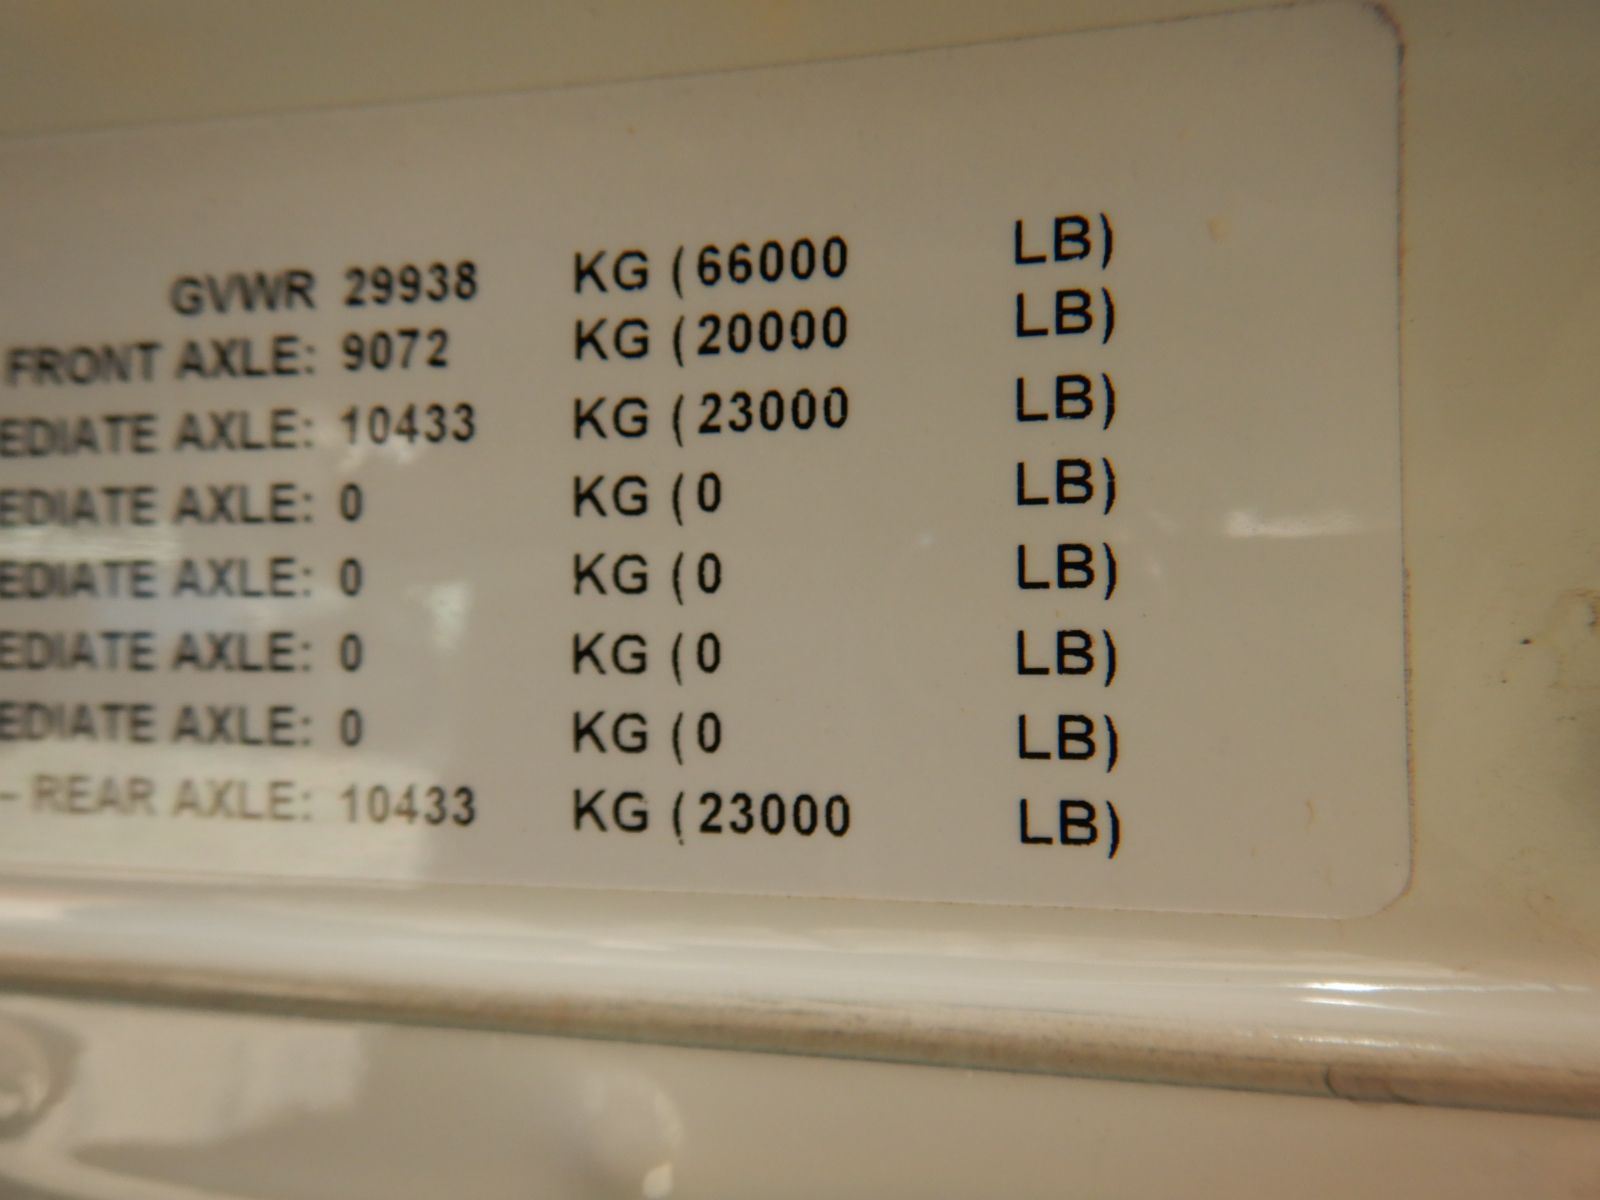 GVWR 29938 KG (66000 LB)
FRONT AXLE: 9072 KG (20000 LB)
EDIATE AXLE: 10433 KG (23000 LB)
EDIATE AXLE: 0 KG (0 LB)
EDIATE AXLE: 0 KG (0 LB)
EDIATE AXLE: 0 KG (0 LB)
EDIATE AXLE: 0 KG (0 LB)
- REAR AXLE: 10433 KG (23000 LB)